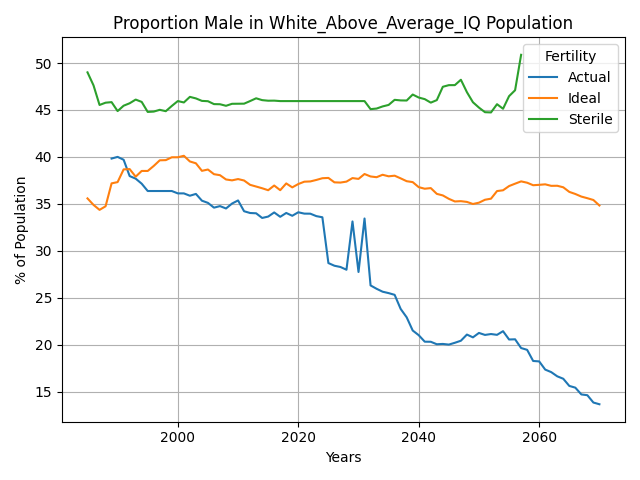 Proportion Male in White_Above_Average_IQ Population
% of Population
50
45
40
35
30
25
20
15
Fertility
Actual
Ideal
Sterile
2000
2020
2040
2060
Years